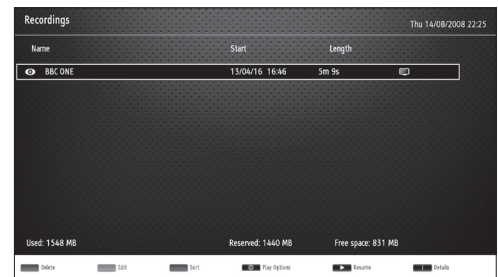 Recordings
Thu 14/08/2008 22:25
Name Start Length
BBC ONE 13/04/16 16:46 5m 9s
Used: 1548 MB Reserved: 1440 MB Free space: 831 MB
Delete Edit Sort Play Options Resume Details